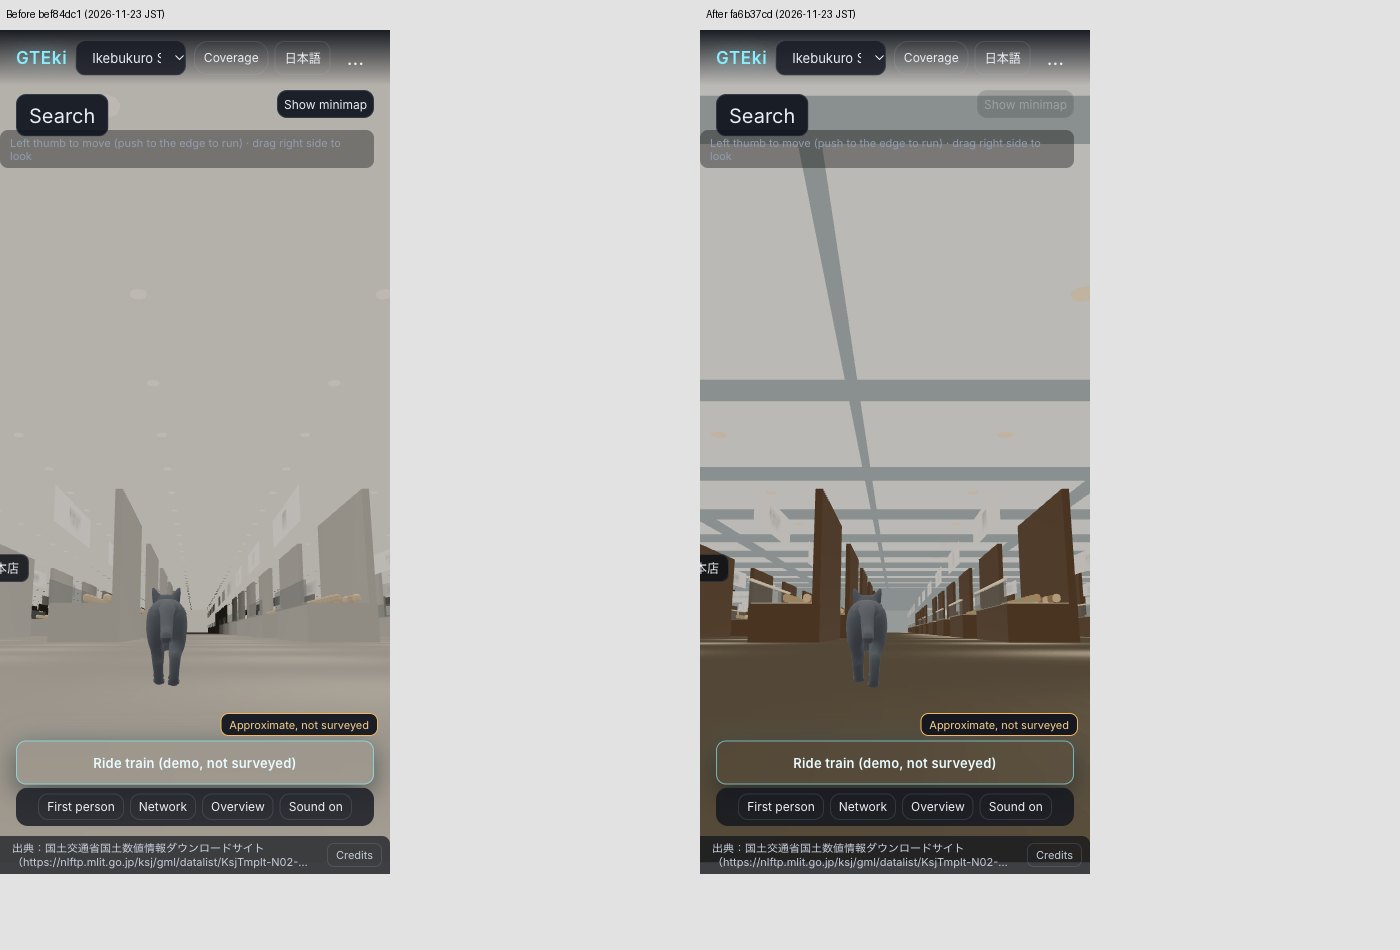 Before bef84dc1 (2026-11-23 JST)
GTEki
Ikebukuro S
Coverage
日本語
...
Search
Show minimap
Left thumb to move (push to the edge to run) · drag right side to
look
本店
Approximate, not surveyed
Ride train (demo, not surveyed)
First person
Network
Overview
Sound on
出典：国土交通省国土数値情報ダウンロードサイト
（https://nlftp.mlit.go.jp/ksj/gml/datalist/KsjTmplt-N02-...
Credits
After fa6b37cd (2026-11-23 JST)
GTEki
Ikebukuro S
Coverage
日本語
...
Search
Show minimap
Left thumb to move (push to the edge to run) · drag right side to
look
本店
Approximate, not surveyed
Ride train (demo, not surveyed)
First person
Network
Overview
Sound on
出典：国土交通省国土数値情報ダウンロードサイト
（https://nlftp.mlit.go.jp/ksj/gml/datalist/KsjTmplt-N02-...
Credits